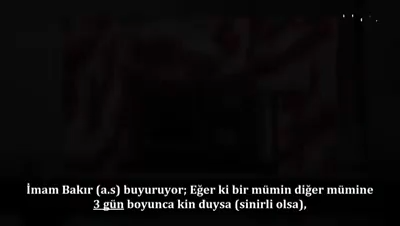 İmam Bakır (a.s) buyuruyor; Eğer ki bir mümin diğer mümine
3 gün boyunca kin duysa (sinirli olsa),